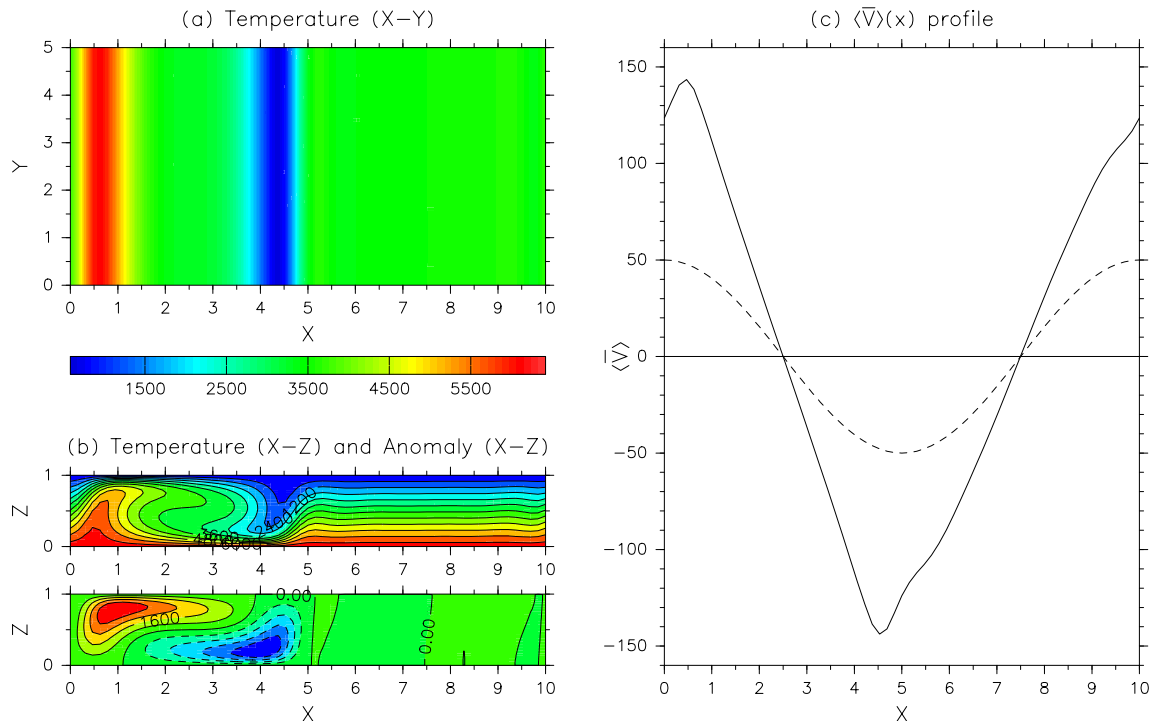 (a) Temperature (X−Y)
5
4
3
2
1
0
Y
0 1 2 3 4 5 6 7 8 9 10
X
1500 2500 3500 4500 5500
(b) Temperature (X−Z) and Anomaly (X−Z)
1
0
Z
2400 1200
0 1 2 3 4 5 6 7 8 9 10
1
0
Z
1600
0.00
0.00
0 1 2 3 4 5 6 7 8 9 10
X
(c) ⟨V̅⟩(x) profile
150
100
50
0
−50
−100
−150
⟨V̅⟩
0 1 2 3 4 5 6 7 8 9 10
X